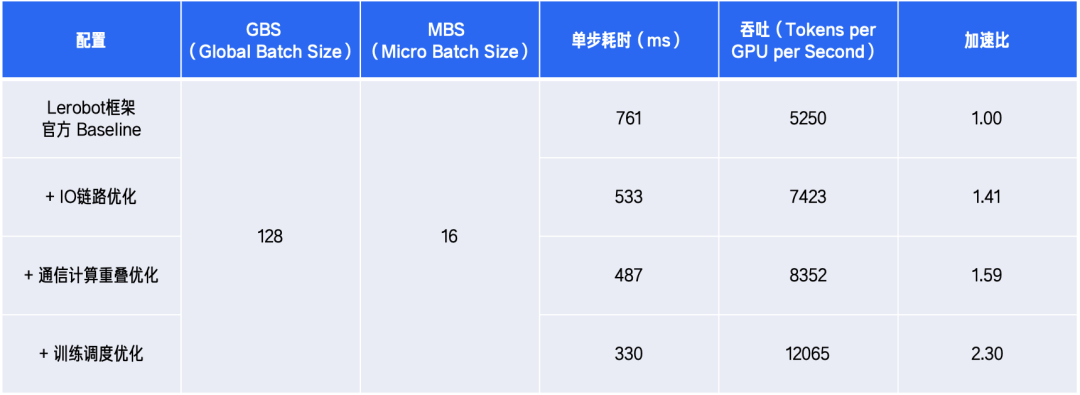 配置
GBS
（Global Batch Size）
MBS
（Micro Batch Size）
单步耗时（ms）
吞吐（Tokens per
GPU per Second）
加速比
Lerobot框架
官方 Baseline
128
16
761
5250
1.00
+ IO链路优化
533
7423
1.41
+ 通信计算重叠优化
487
8352
1.59
+ 训练调度优化
330
12065
2.30